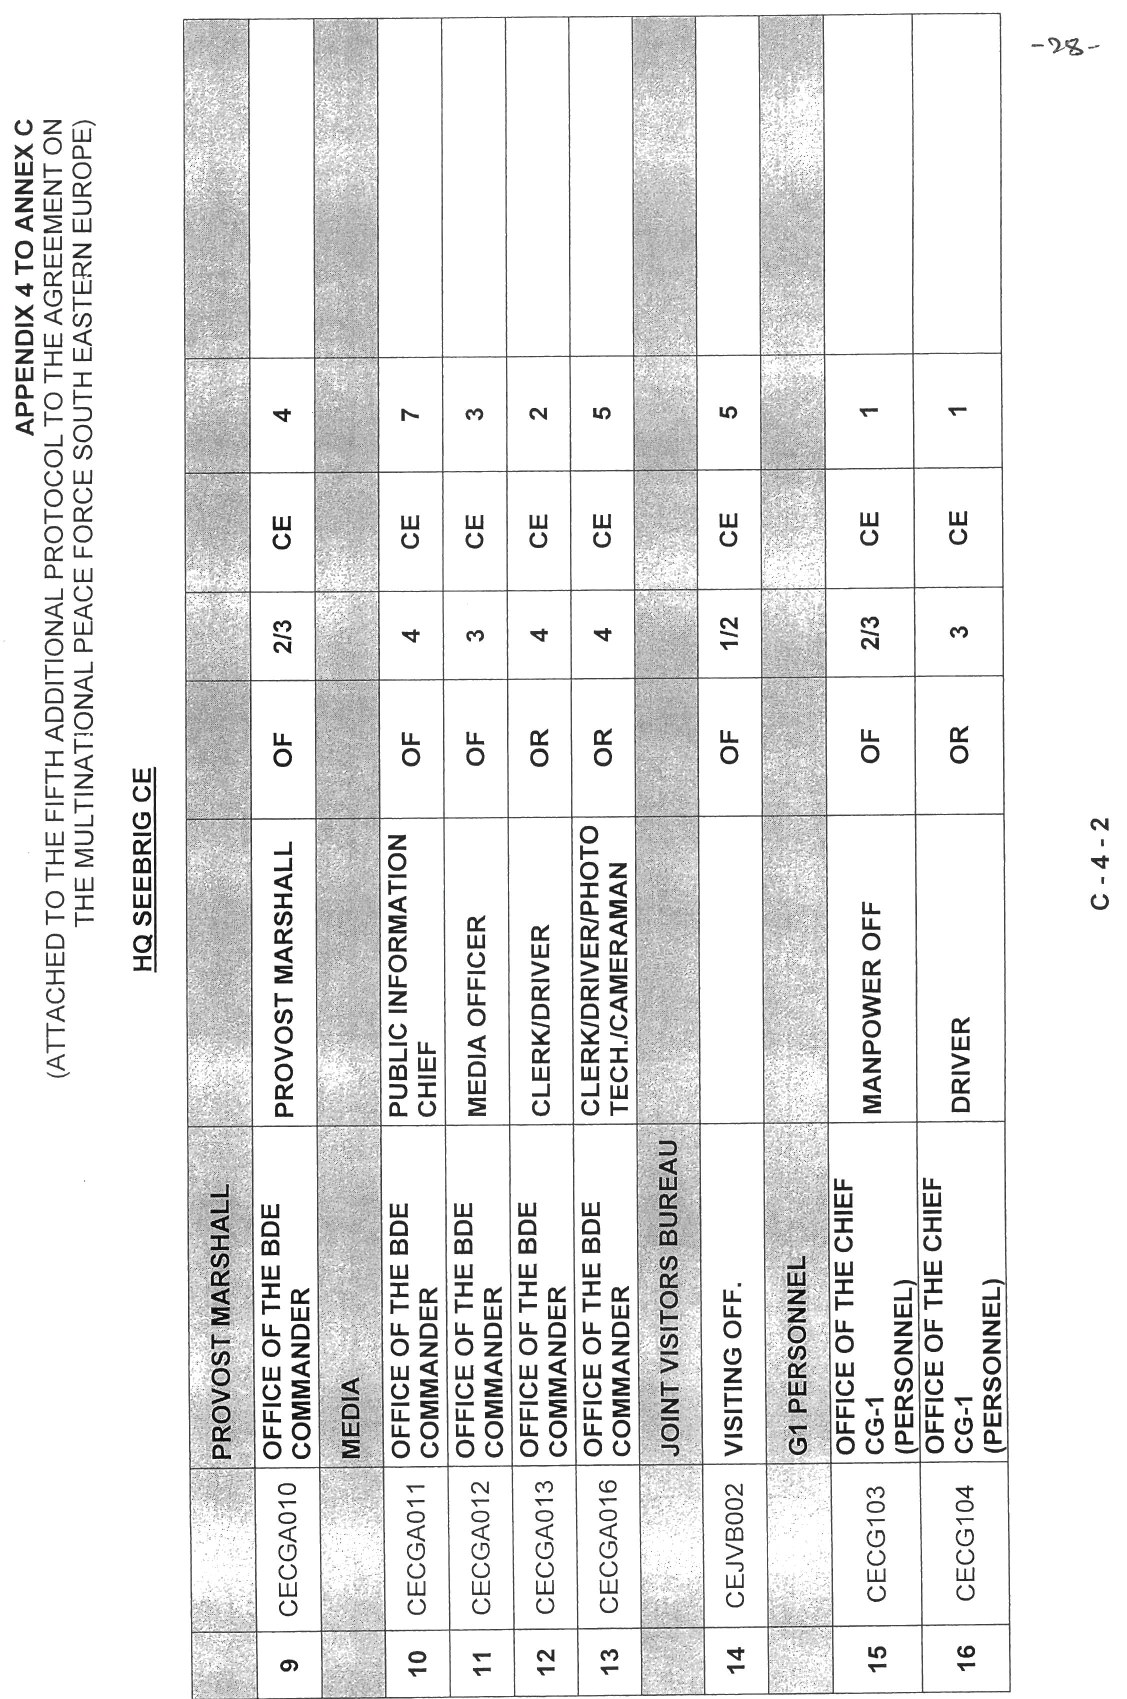 APPENDIX 4 TO ANNEX C
(ATTACHED TO THE FIFTH ADDITIONAL PROTOCOL TO THE AGREEMENT ON
THE MULTINATIONAL PEACE FORCE SOUTH EASTERN EUROPE)
HQ SEEBRIG CE
PROVOST MARSHALL
9 CECGA010 OFFICE OF THE BDE PROVOST MARSHALL OF 2/3 CE 4
COMMANDER
MEDIA
10 CECGA011 OFFICE OF THE BDE PUBLIC INFORMATION OF 4 CE 7
COMMANDER CHIEF
11 CECGA012 OFFICE OF THE BDE MEDIA OFFICER OF 3 CE 3
COMMANDER
12 CECGA013 OFFICE OF THE BDE CLERK/DRIVER OR 4 CE 2
COMMANDER
13 CECGA016 OFFICE OF THE BDE CLERK/DRIVER/PHOTO OR 4 CE 5
COMMANDER TECH./CAMERAMAN
JOINT VISITORS BUREAU
14 CEJVB002 VISITING OFF. OF 1/2 CE 5
G1 PERSONNEL
15 CECG103 OFFICE OF THE CHIEF MANPOWER OFF OF 2/3 CE 1
CG-1
(PERSONNEL)
16 CECG104 OFFICE OF THE CHIEF DRIVER OR 3 CE 1
CG-1
(PERSONNEL)
C - 4 - 2
-28-